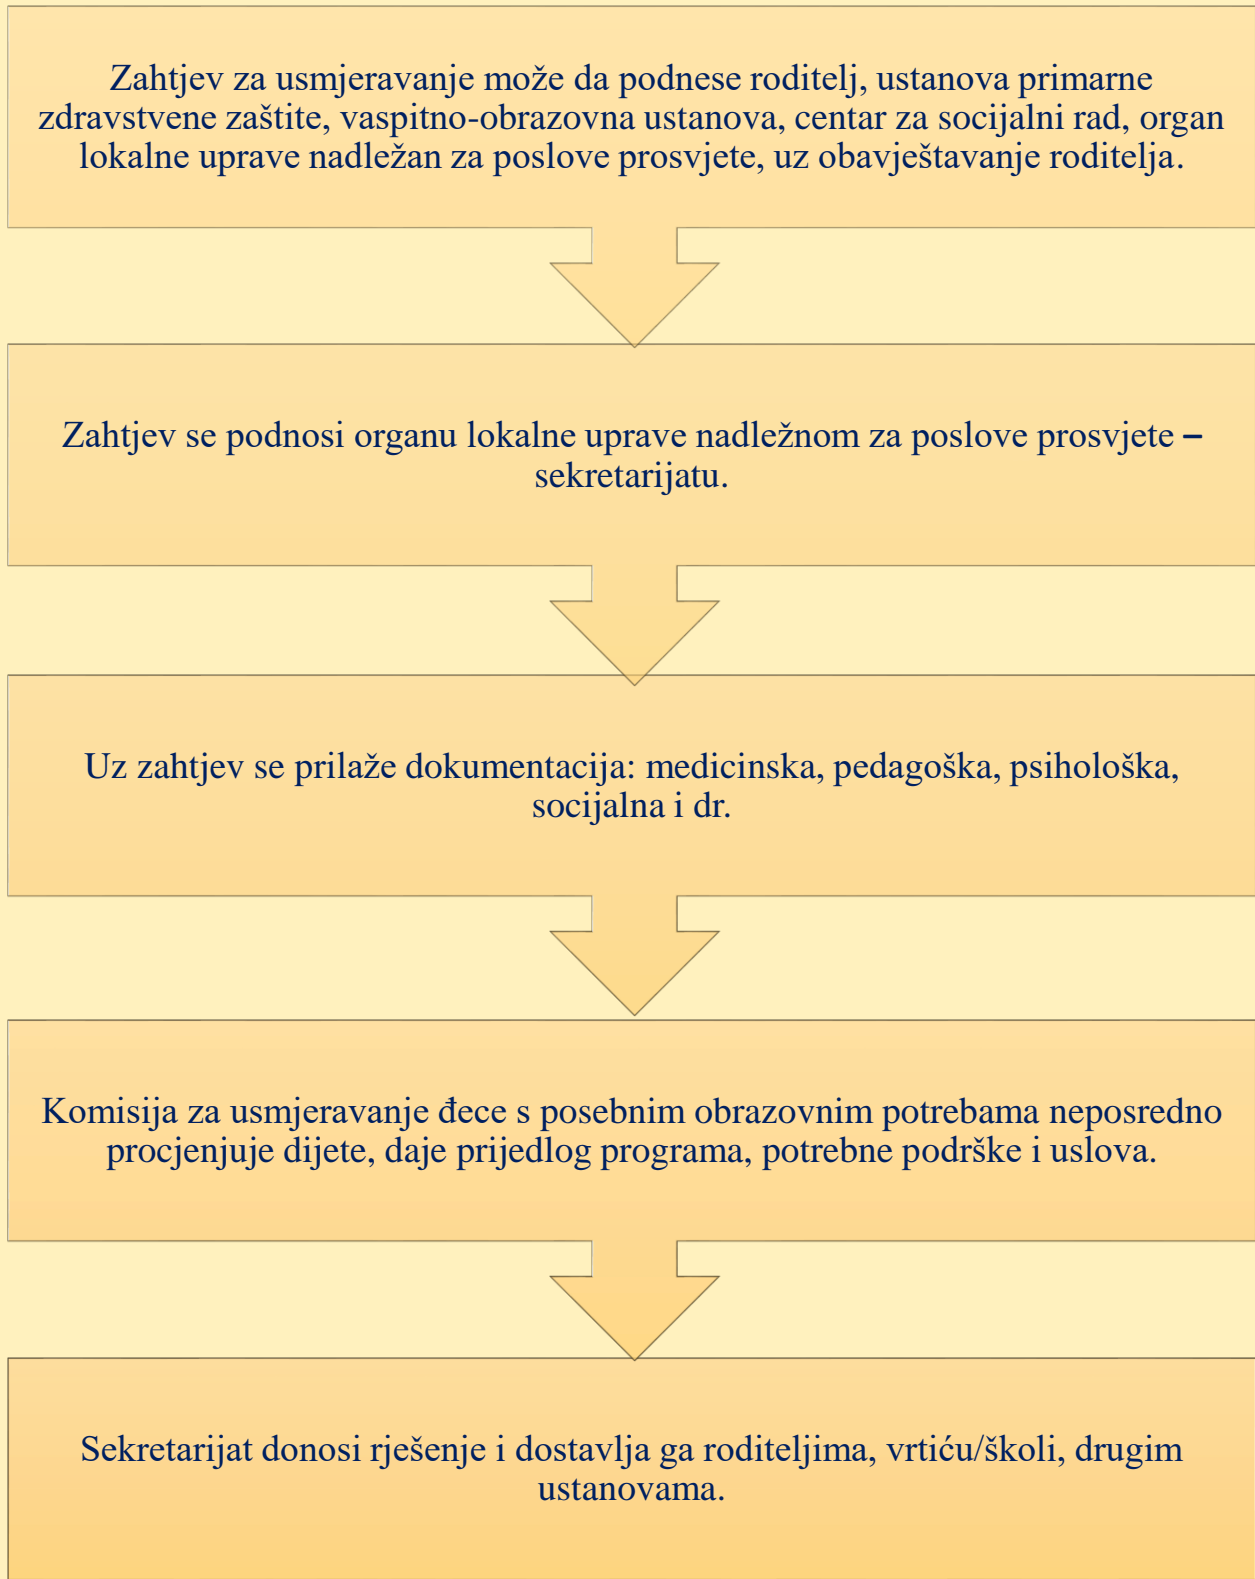 Zahtjev za usmjeravanje može da podnese roditelj, ustanova primarne
zdravstvene zaštite, vaspitno-obrazovna ustanova, centar za socijalni rad, organ
lokalne uprave nadležan za poslove prosvjete, uz obavještavanje roditelja.
Zahtjev se podnosi organu lokalne uprave nadležnom za poslove prosvjete –
sekretarijatu.
Uz zahtjev se prilaže dokumentacija: medicinska, pedagoška, psihološka,
socijalna i dr.
Komisija za usmjeravanje đece s posebnim obrazovnim potrebama neposredno
procjenjuje dijete, daje prijedlog programa, potrebne podrške i uslova.
Sekretarijat donosi rješenje i dostavlja ga roditeljima, vrtiću/školi, drugim
ustanovama.